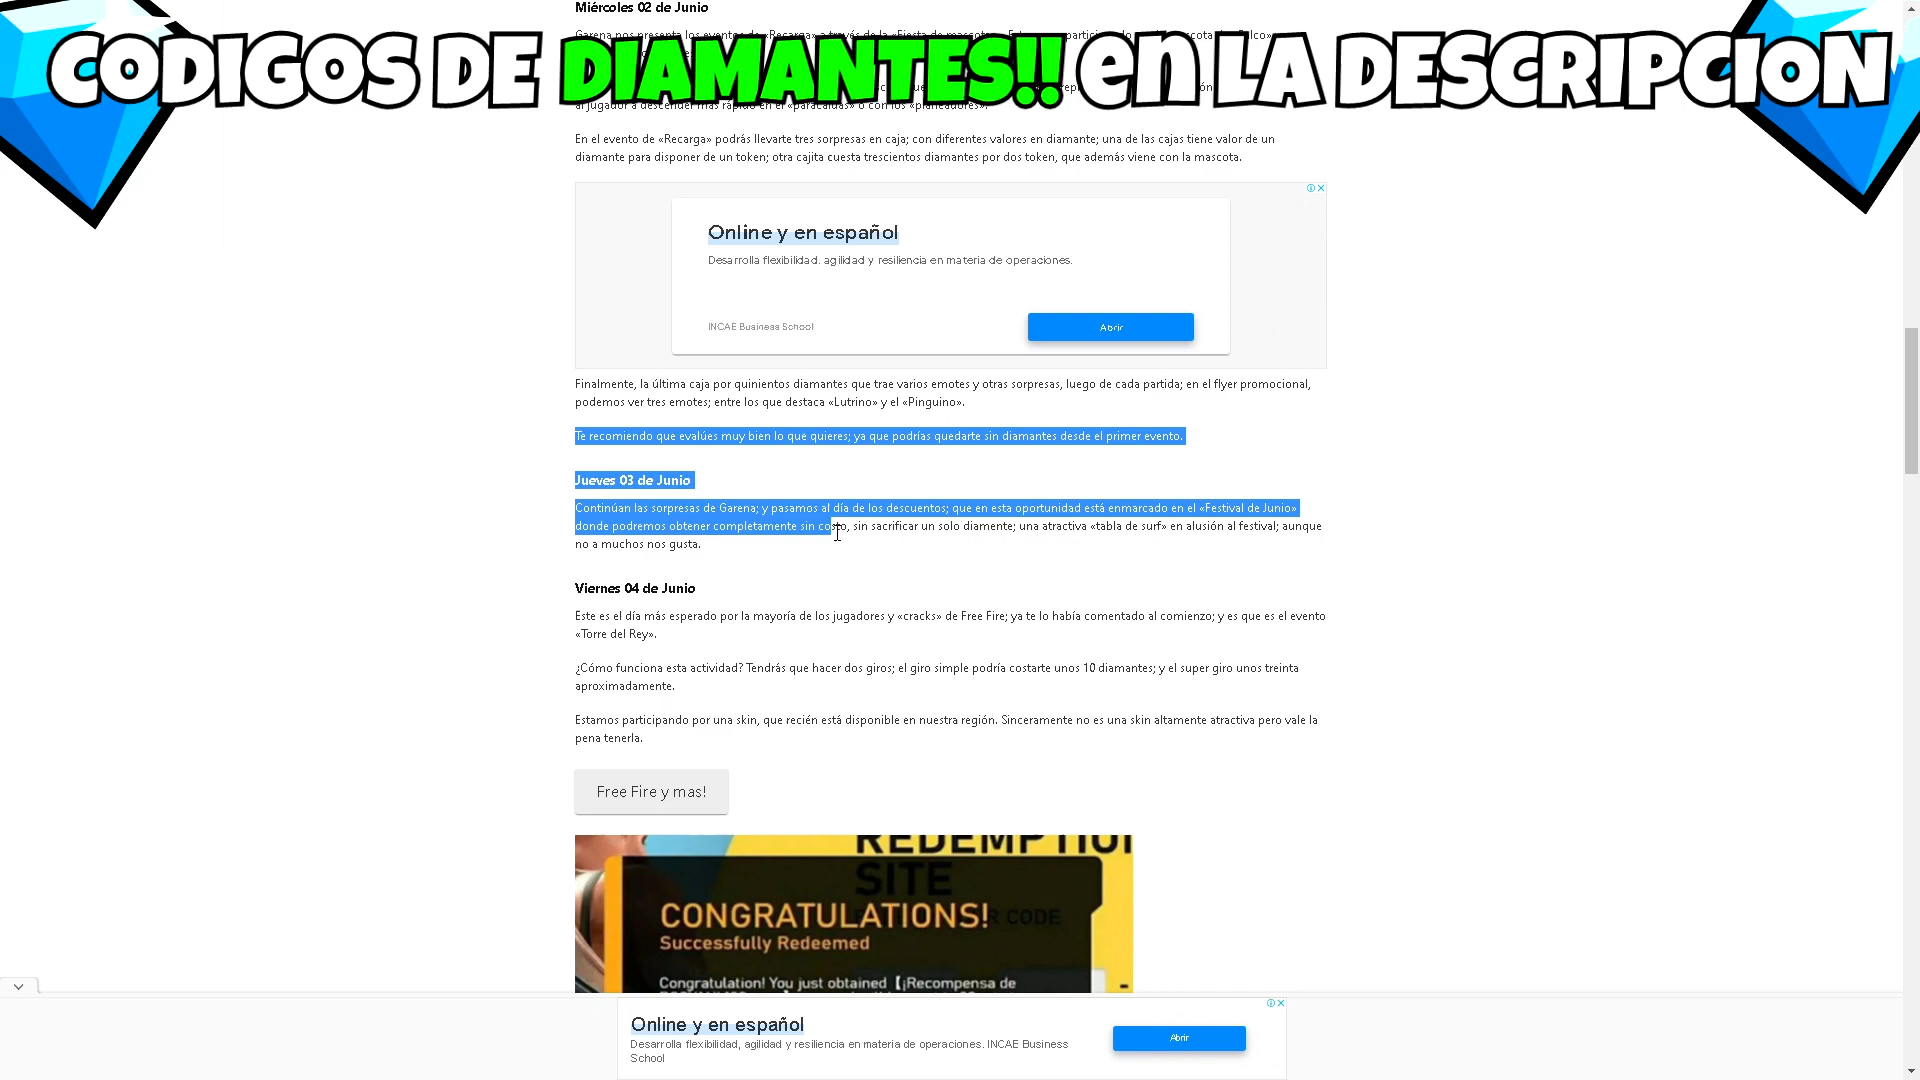 Miércoles 02 de Junio
CODIGOS DE DIAMANTES!! en LA DESCRIPCION
En el evento de «Recarga» podrás llevarte tres sorpresas en caja; con diferentes valores en diamante; una de las cajas tiene valor de un
diamante para disponer de un token; otra cajita cuesta trescientos diamantes por dos token, que además viene con la mascota.
Online y en español
Desarrolla flexibilidad, agilidad y resiliencia en materia de operaciones.
INCAE Business School
Abrir
Finalmente, la última caja por quinientos diamantes que trae varios emotes y otras sorpresas, luego de cada partida; en el flyer promocional,
podemos ver tres emotes; entre los que destaca «Lutrino» y el «Pinguino».
Te recomiendo que evalúes muy bien lo que quieres; ya que podrías quedarte sin diamantes desde el primer evento.
Jueves 03 de Junio
Continúan las sorpresas de Garena; y pasamos al día de los descuentos; que en esta oportunidad está enmarcado en el «Festival de Junio»
donde podremos obtener completamente sin costo, sin sacrificar un solo diamente; una atractiva «tabla de surf» en alusión al festival; aunque
no a muchos nos gusta.
Viernes 04 de Junio
Este es el día más esperado por la mayoría de los jugadores y «cracks» de Free Fire; ya te lo había comentado al comienzo; y es que es el evento
«Torre del Rey».
¿Cómo funciona esta actividad? Tendrás que hacer dos giros; el giro simple podría costarte unos 10 diamantes; y el super giro unos treinta
aproximadamente.
Estamos participando por una skin, que recién está disponible en nuestra región. Sinceramente no es una skin altamente atractiva pero vale la
pena tenerla.
Free Fire y mas!
REDEMPTION
SITE
CONGRATULATIONS!
R CODE
Successfully Redeemed
Congratulation! You just obtained【¡Recompensa de
Online y en español
Desarrolla flexibilidad, agilidad y resiliencia en materia de operaciones. INCAE Business
School
Abrir